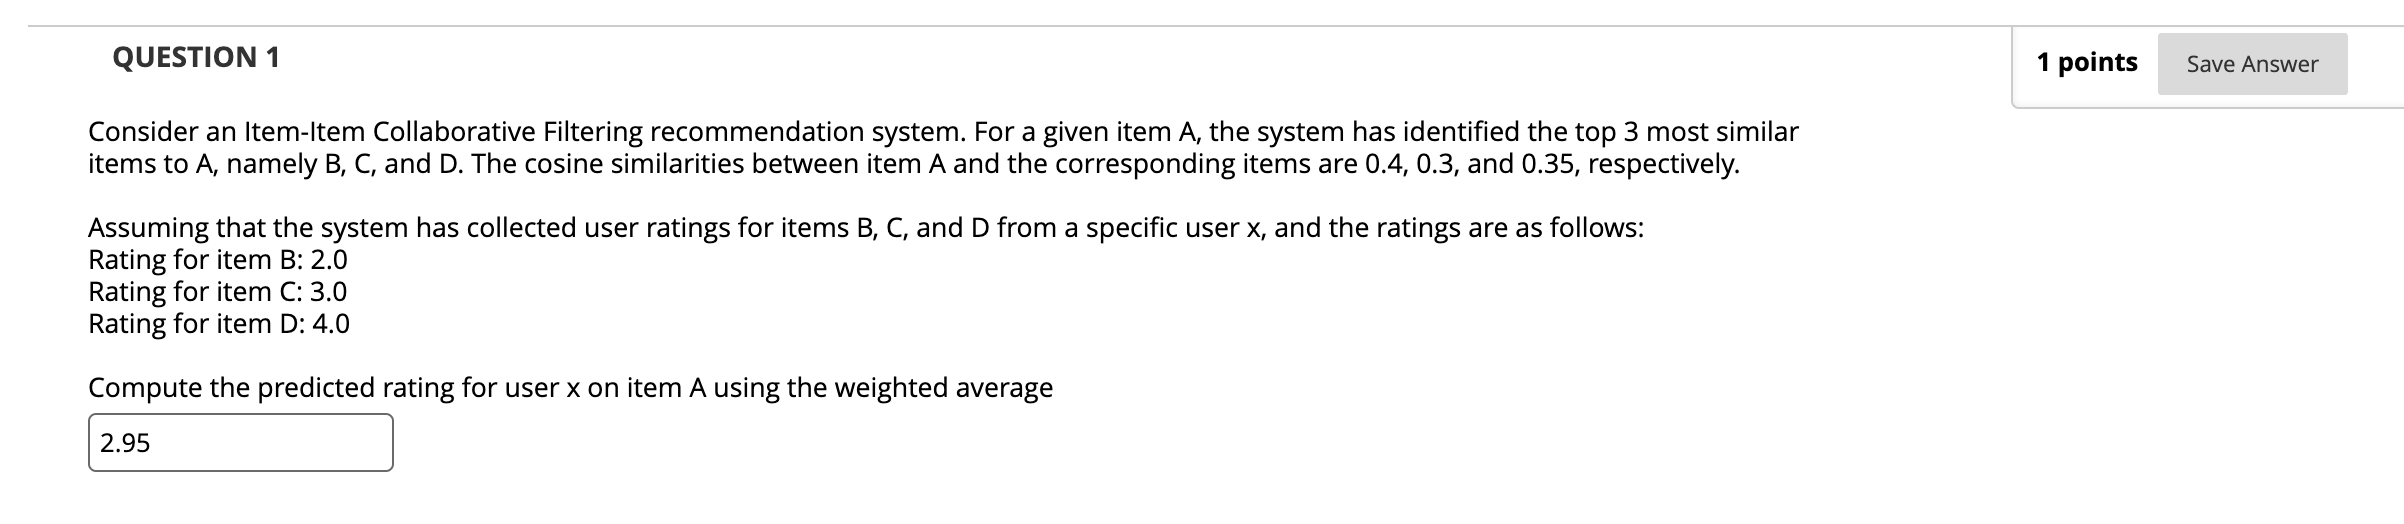 QUESTION 1
1 points
Save Answer
Consider an Item-Item Collaborative Filtering recommendation system. For a given item A, the system has identified the top 3 most similar
items to A, namely B, C, and D. The cosine similarities between item A and the corresponding items are 0.4, 0.3, and 0.35, respectively.
Assuming that the system has collected user ratings for items B, C, and D from a specific user x, and the ratings are as follows:
Rating for item B: 2.0
Rating for item C: 3.0
Rating for item D: 4.0
Compute the predicted rating for user x on item A using the weighted average
2.95